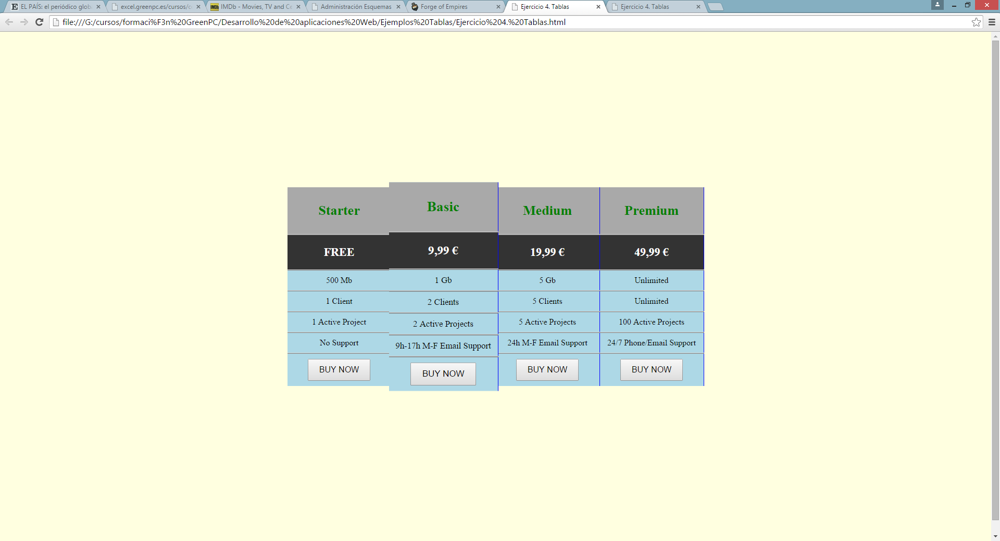 EL PAÍS: el periódico glob
excel.greenpc.es/cursos/c
IMDb - Movies, TV and Ce
Administración Esquemas
Forge of Empires
Ejercicio 4. Tablas
Ejercicio 4. Tablas
file:///G:/cursos/formaci%F3n%20GreenPC/Desarrollo%20de%20aplicaciones%20Web/Ejemplos%20Tablas/Ejercicio%204.%20Tablas.html
Starter Basic Medium Premium
FREE 9,99 € 19,99 € 49,99 €
500 Mb 1 Gb 5 Gb Unlimited
1 Client 2 Clients 5 Clients Unlimited
1 Active Project 2 Active Projects 5 Active Projects 100 Active Projects
No Support 9h-17h M-F Email Support 24h M-F Email Support 24/7 Phone/Email Support
BUY NOW BUY NOW BUY NOW BUY NOW